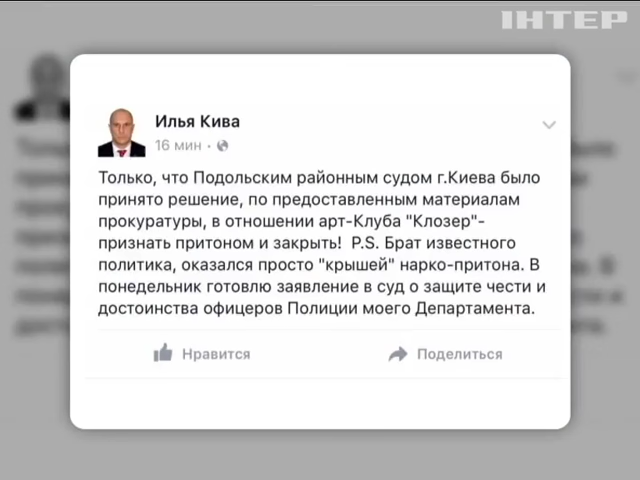 ІНТЕР
Илья Кива
16 мин ·
Только, что Подольским районным судом г.Киева было
принято решение, по предоставленным материалам
прокуратуры, в отношении арт-Клуба "Клозер"-
признать притоном и закрыть! P.S. Брат известного
политика, оказался просто "крышей" нарко-притона. В
понедельник готовлю заявление в суд о защите чести и
достоинства офицеров Полиции моего Департамента.
Нравится
Поделиться